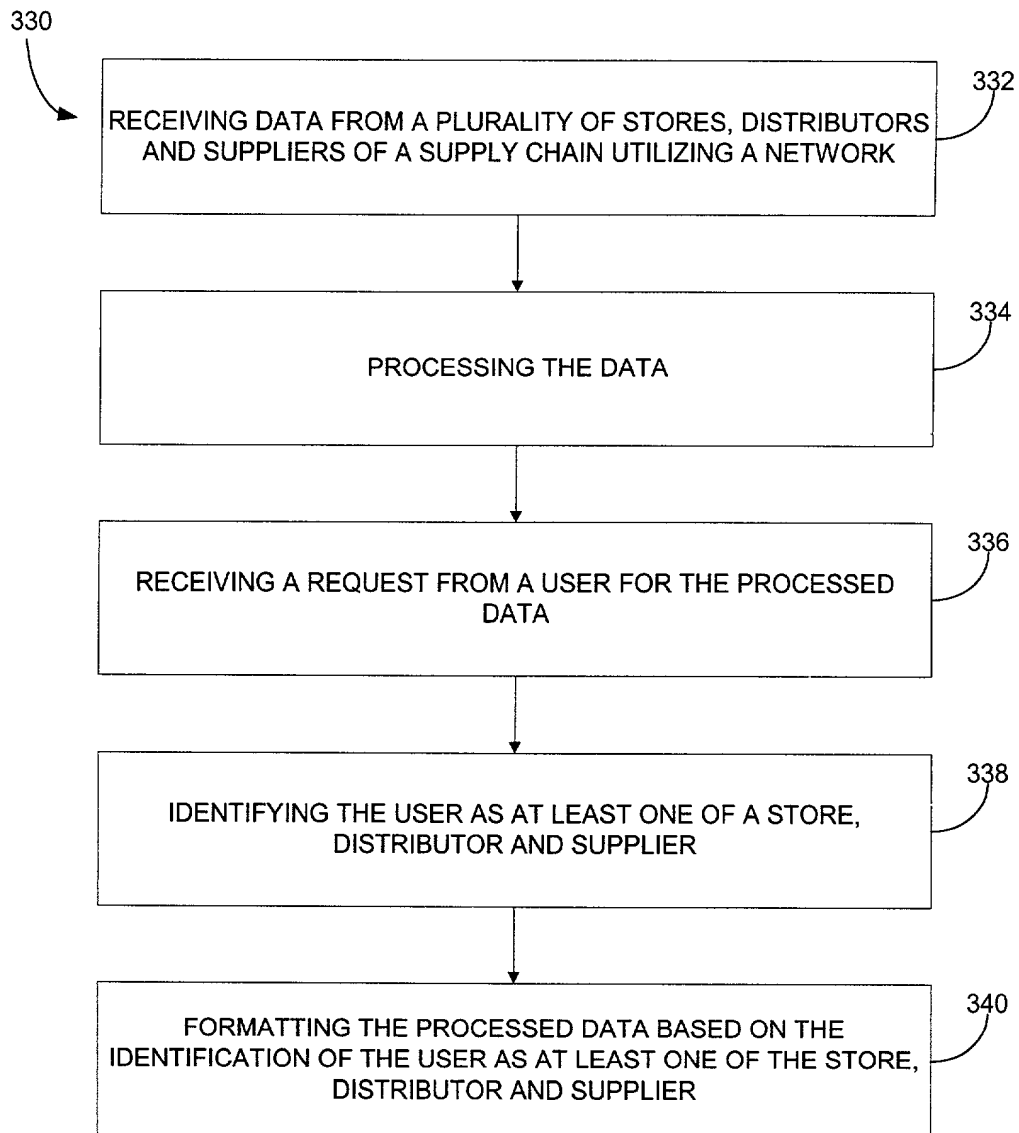 330
332
RECEIVING DATA FROM A PLURALITY OF STORES, DISTRIBUTORS
AND SUPPLIERS OF A SUPPLY CHAIN UTILIZING A NETWORK
334
PROCESSING THE DATA
336
RECEIVING A REQUEST FROM A USER FOR THE PROCESSED
DATA
338
IDENTIFYING THE USER AS AT LEAST ONE OF A STORE,
DISTRIBUTOR AND SUPPLIER
340
FORMATTING THE PROCESSED DATA BASED ON THE
IDENTIFICATION OF THE USER AS AT LEAST ONE OF THE STORE,
DISTRIBUTOR AND SUPPLIER